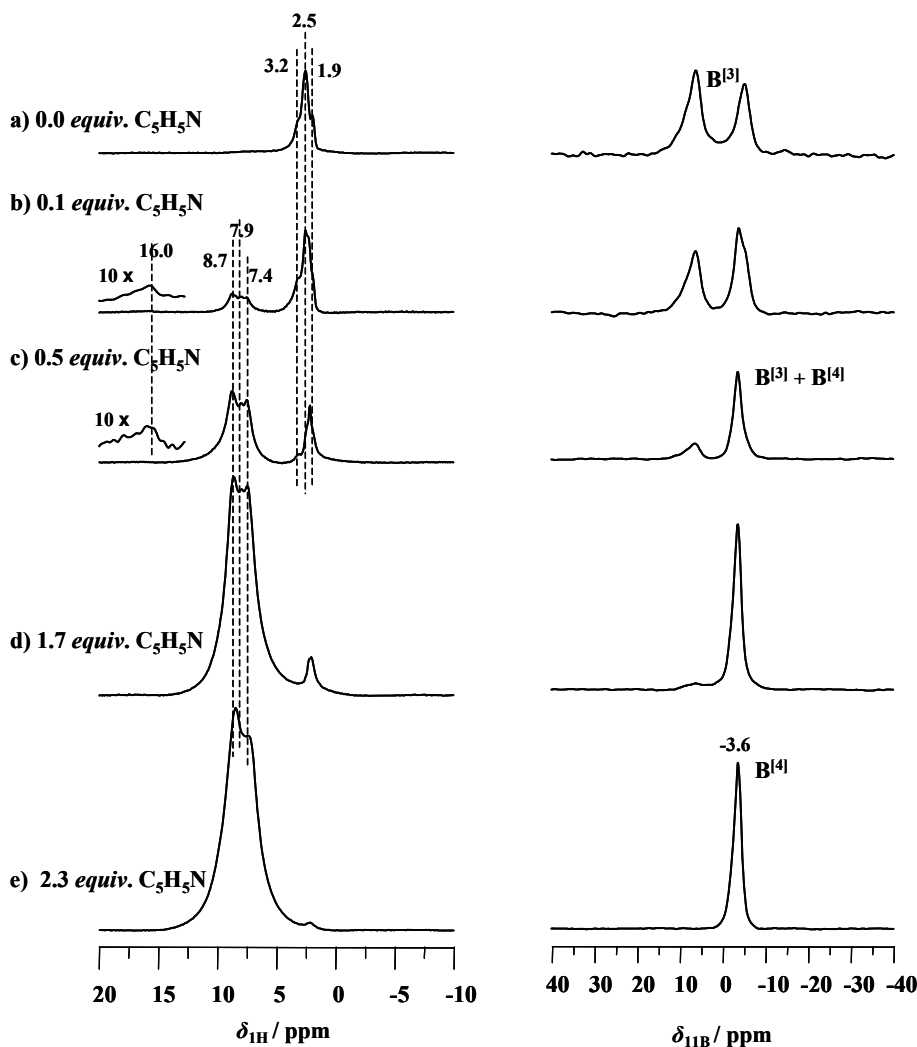 2.5
3.2
1.9
B[3]
a) 0.0 equiv. C5H5N
b) 0.1 equiv. C5H5N
7.9
16.0
8.7
7.4
10 x
c) 0.5 equiv. C5H5N
B[3] + B[4]
10 x
d) 1.7 equiv. C5H5N
-3.6
B[4]
e) 2.3 equiv. C5H5N
20 15 10 5 0 -5 -10
40 30 20 10 0 -10 -20 -30 -40
δ1H / ppm
δ11B / ppm